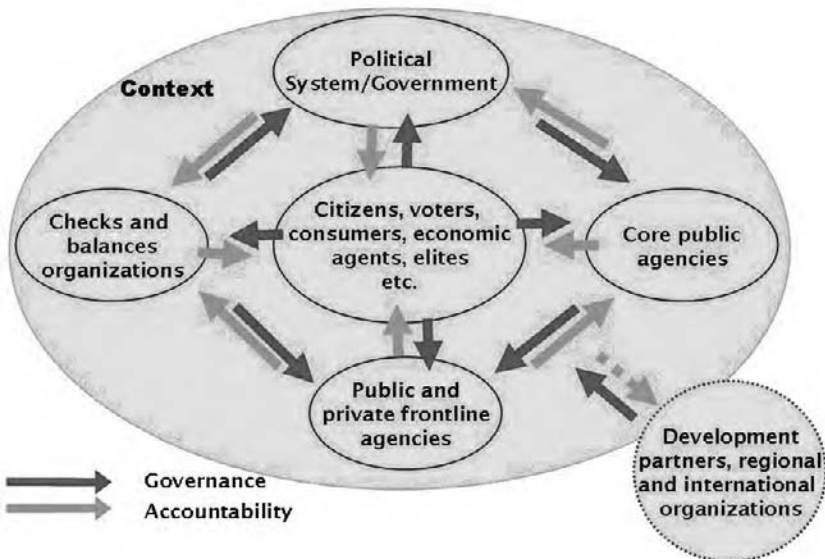 Political
System/Government
Context
Checks and
balances
organizations
Citizens, voters,
consumers, economic
agents, elites
etc.
Core public
agencies
Public and
private frontline
agencies
Development
partners, regional
and international
organizations
Governance
Accountability